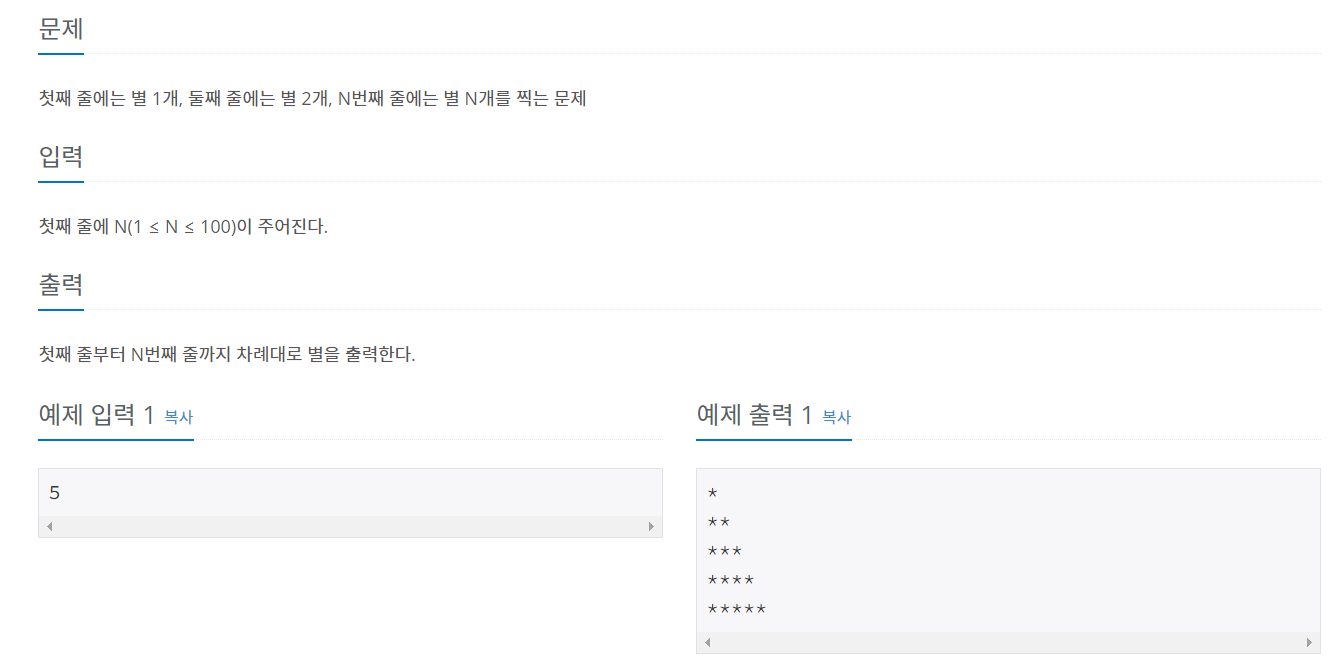 문제
첫째 줄에는 별 1개, 둘째 줄에는 별 2개, N번째 줄에는 별 N개를 찍는 문제
입력
첫째 줄에 N(1 ≤ N ≤ 100)이 주어진다.
출력
첫째 줄부터 N번째 줄까지 차례대로 별을 출력한다.
예제 입력 1 복사
5
예제 출력 1 복사
*
**
***
****
*****